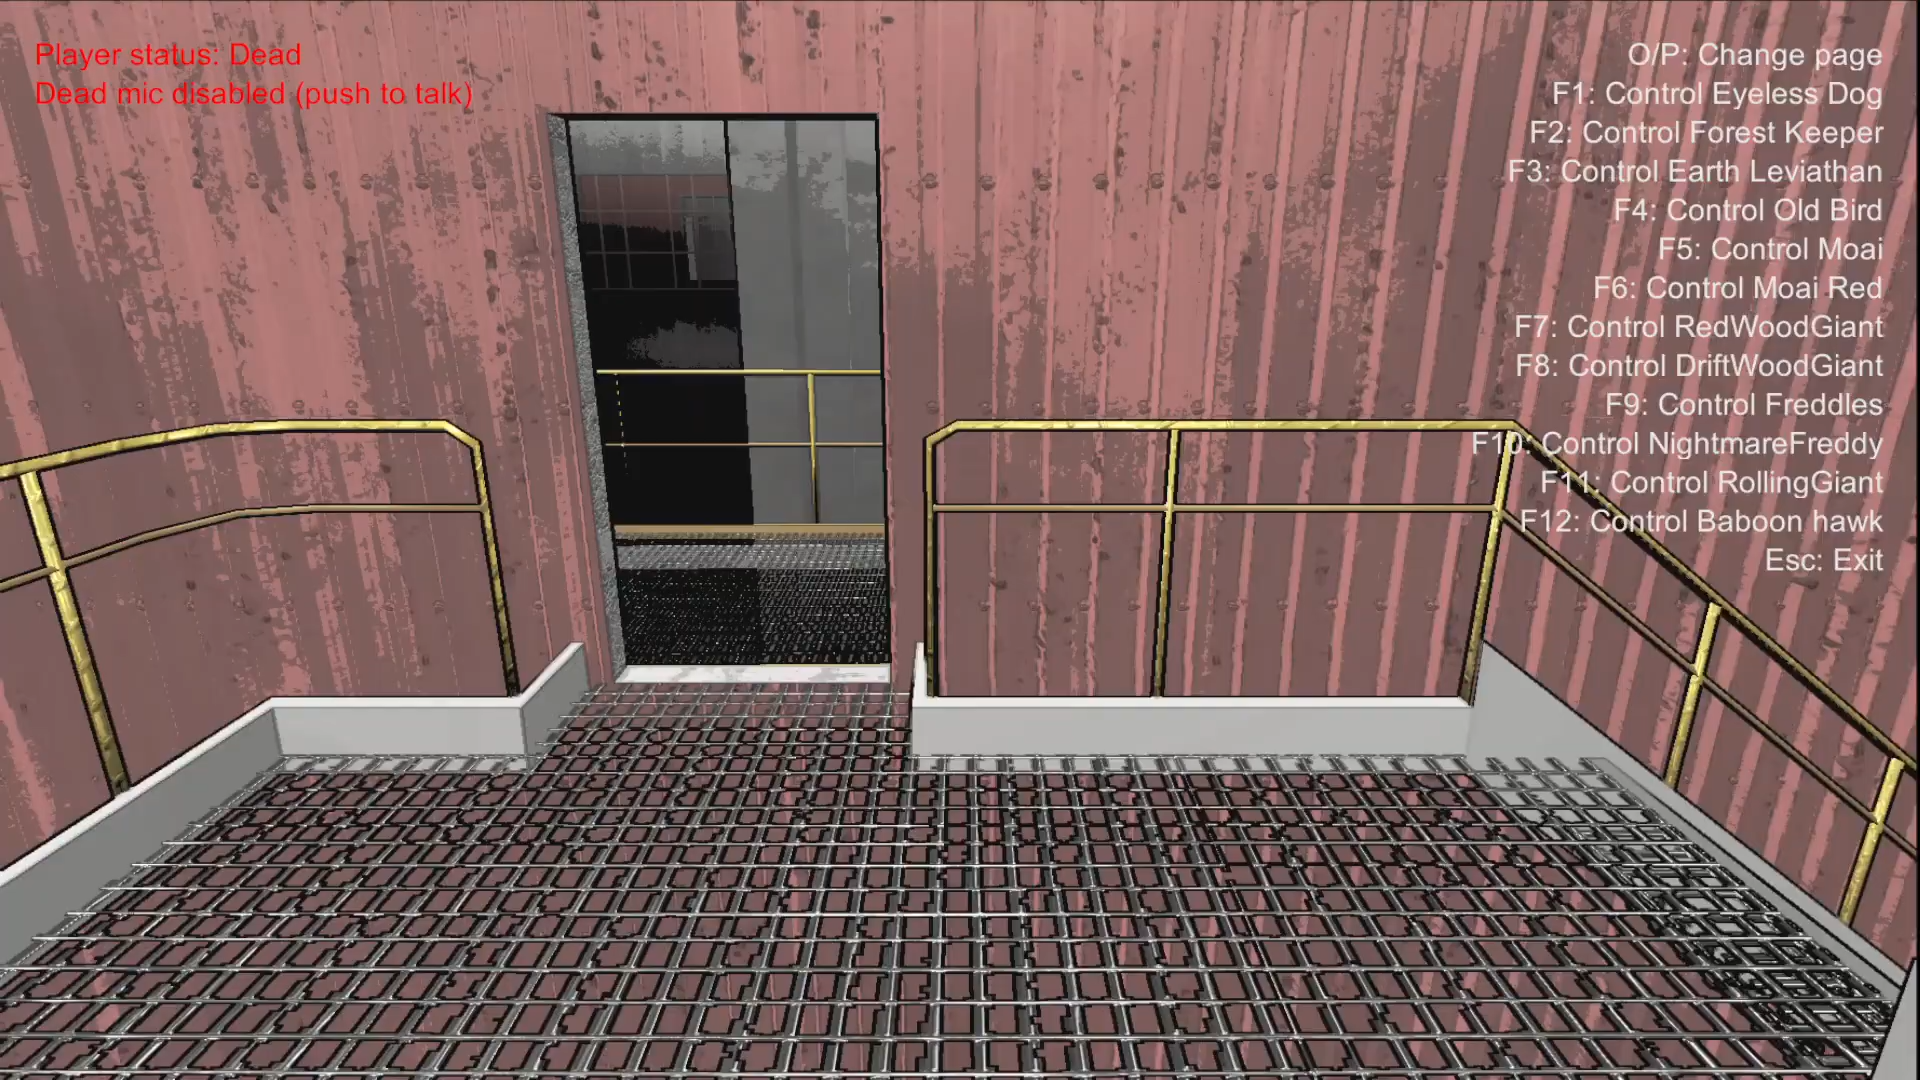 Player status: Dead
Dead mic disabled (push to talk)
O/P: Change page
F1: Control Eyeless Dog
F2: Control Forest Keeper
F3: Control Earth Leviathan
F4: Control Old Bird
F5: Control Moai
F6: Control Moai Red
F7: Control RedWoodGiant
F8: Control DriftWoodGiant
F9: Control Freddles
F10: Control NightmareFreddy
F11: Control RollingGiant
F12: Control Baboon hawk
Esc: Exit